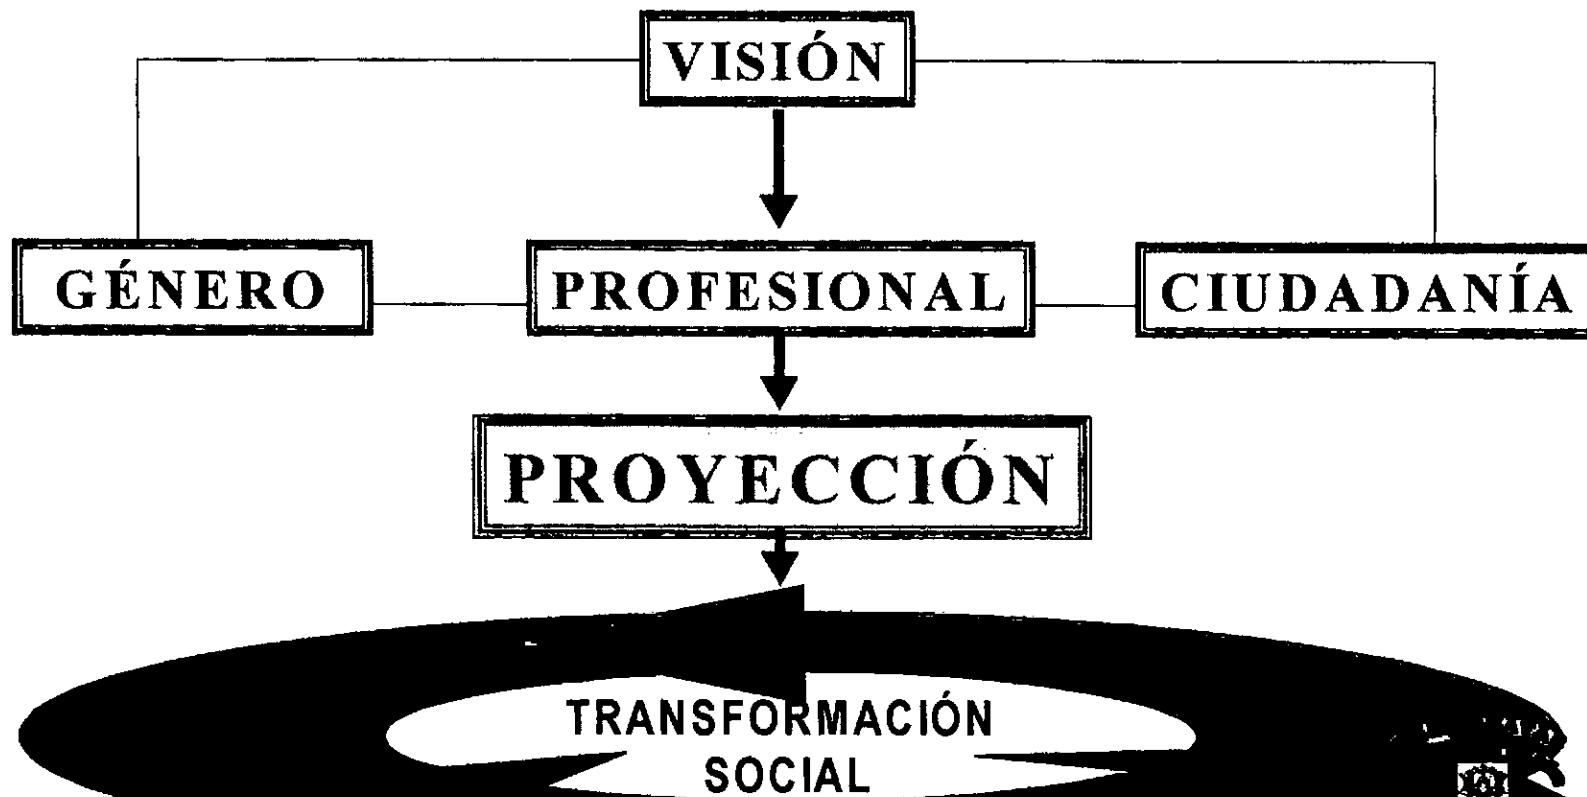 VISIÓN
GÉNERO
PROFESIONAL
CIUDADANÍA
PROYECCIÓN
TRANSFORMACIÓN
SOCIAL